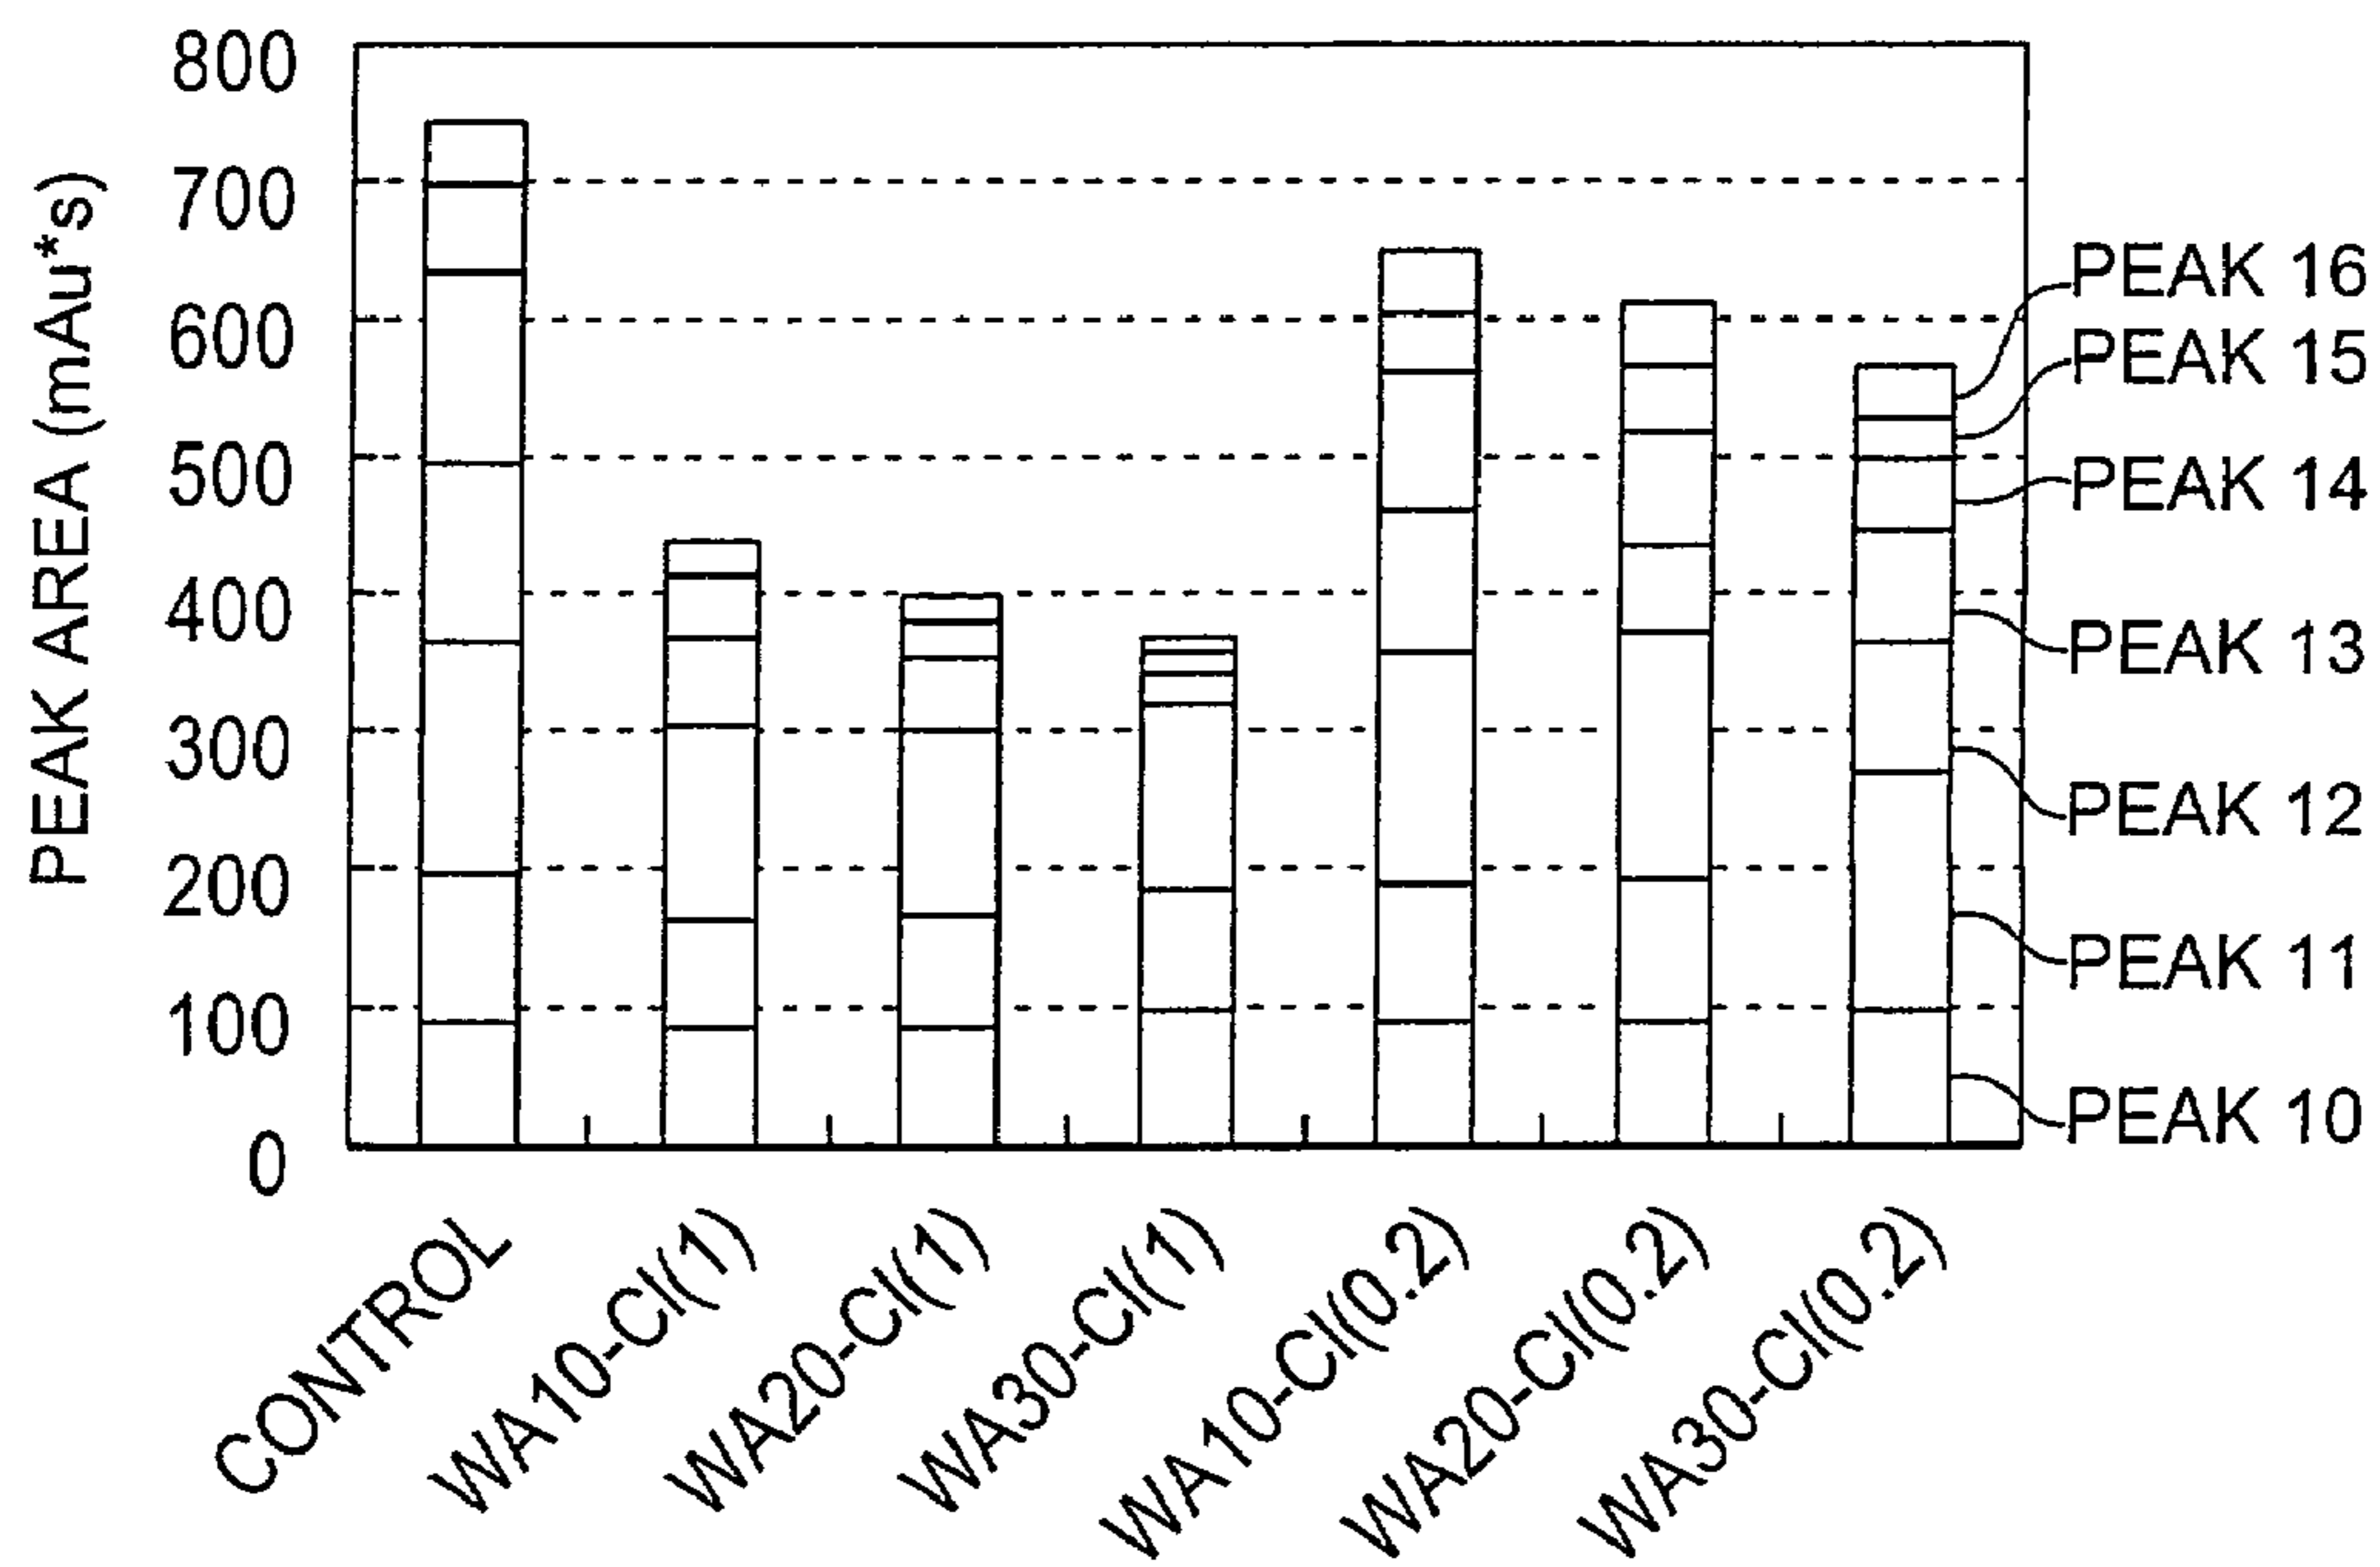 PEAK AREA (mAu*s)
800
700
600
500
400
300
200
100
0
PEAK 16
PEAK 15
PEAK 14
PEAK 13
PEAK 12
PEAK 11
PEAK 10
CONTROL
WA10-Cl(1)
WA20-Cl(1)
WA30-Cl(1)
WA10-Cl(0.2)
WA20-Cl(0.2)
WA30-Cl(0.2)